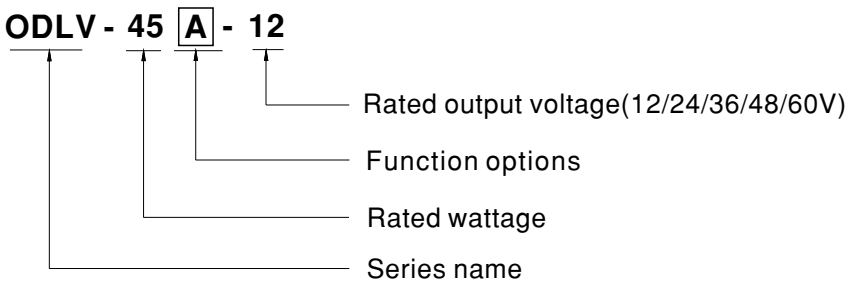 ODLV - 45 A - 12
Rated output voltage(12/24/36/48/60V)
Function options
Rated wattage
Series name